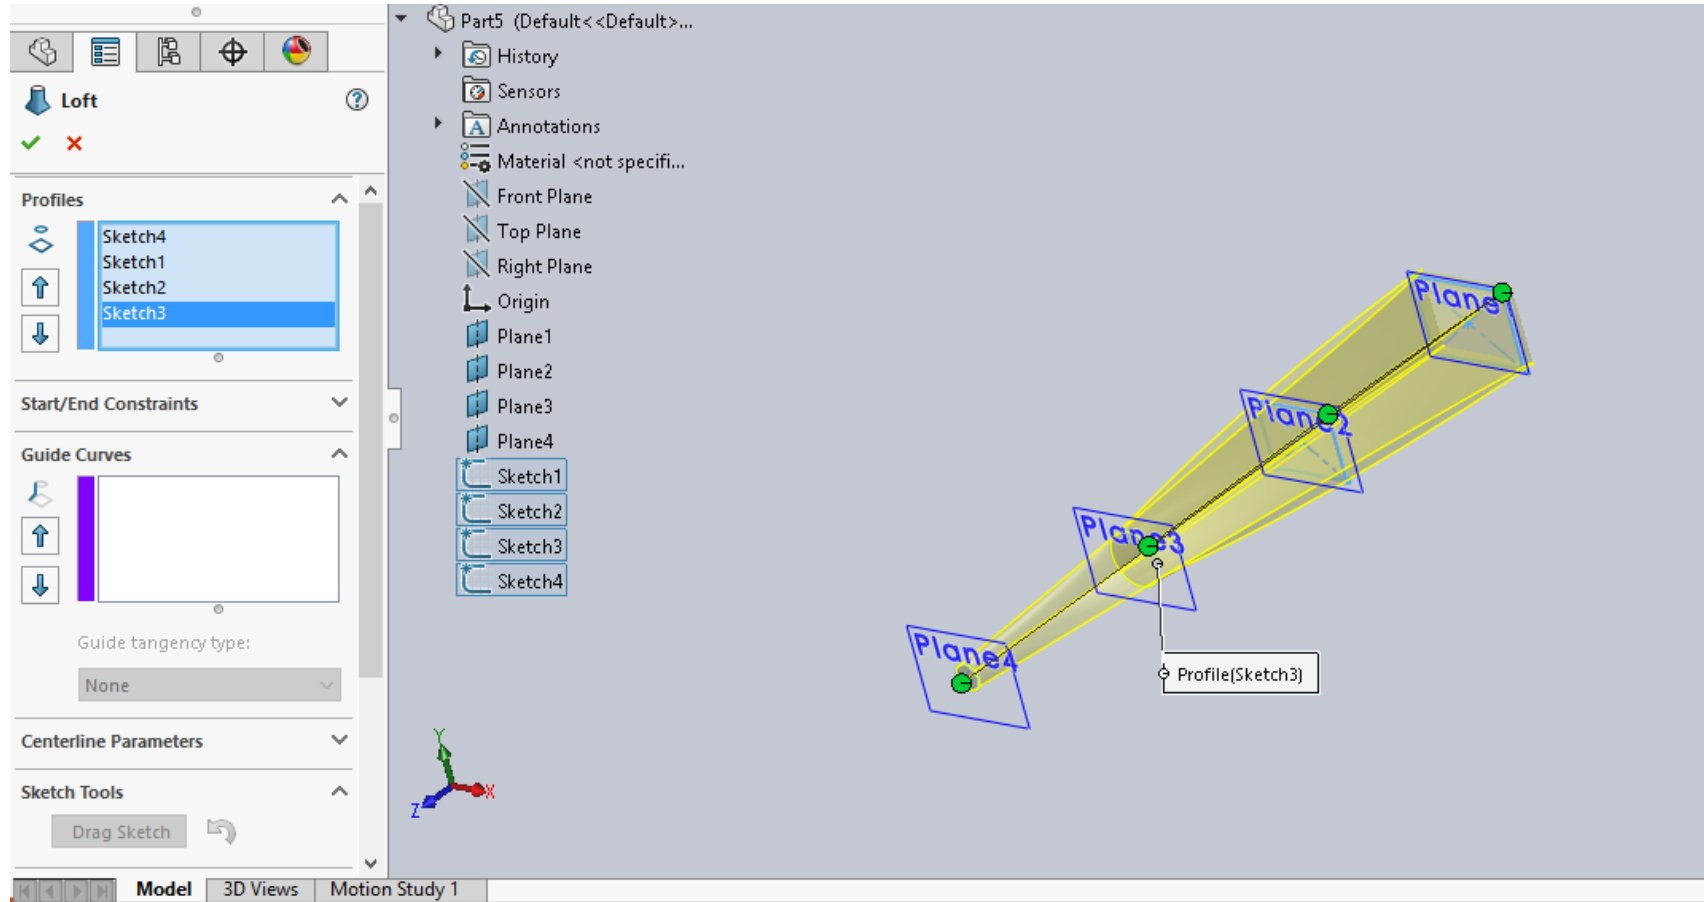 Loft
?
Profiles
Sketch4
Sketch1
Sketch2
Sketch3
Start/End Constraints
Guide Curves
Guide tangency type:
None
Centerline Parameters
Sketch Tools
Drag Sketch
Part5 (Default<<Default>...
History
Sensors
A Annotations
Material <not specifi...
Front Plane
Top Plane
Right Plane
Origin
Plane1
Plane2
Plane3
Plane4
Sketch1
Sketch2
Sketch3
Sketch4
Plane
Plane2
Plane3
Plane4
Profile(Sketch3)
Y
X
Z
Model 3D Views Motion Study 1